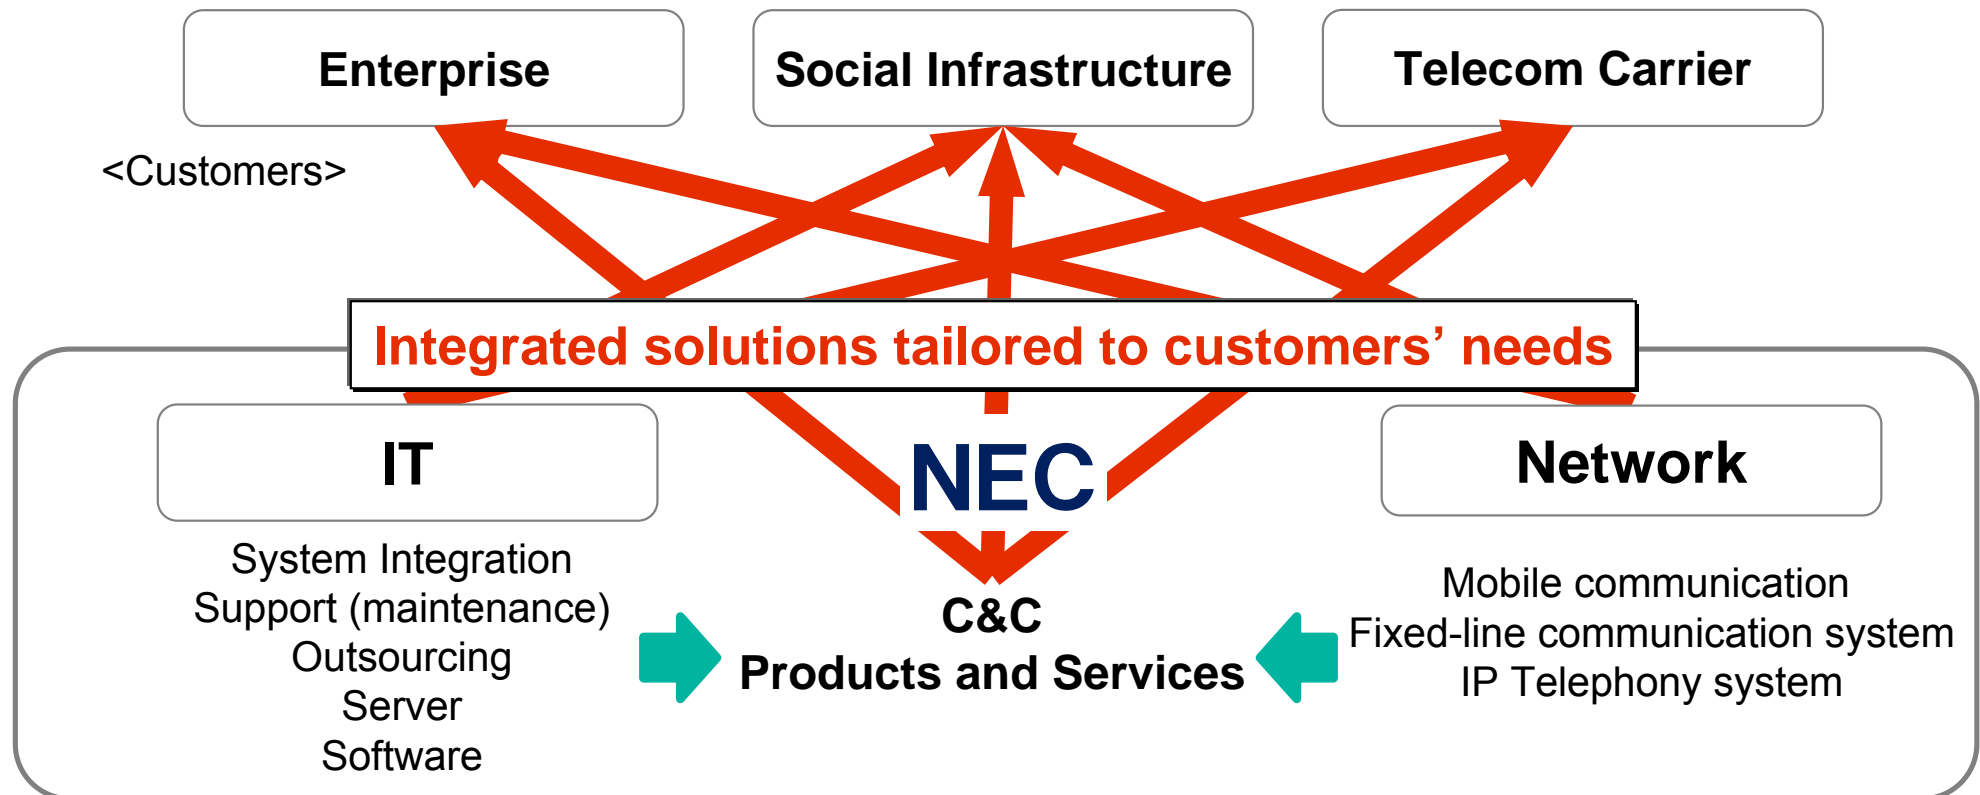 Enterprise
Social Infrastructure
Telecom Carrier
<Customers>
Integrated solutions tailored to customers’ needs
IT
NEC
Network
System Integration
Support (maintenance)
Outsourcing
Server
Software
C&C
Products and Services
Mobile communication
Fixed-line communication system
IP Telephony system